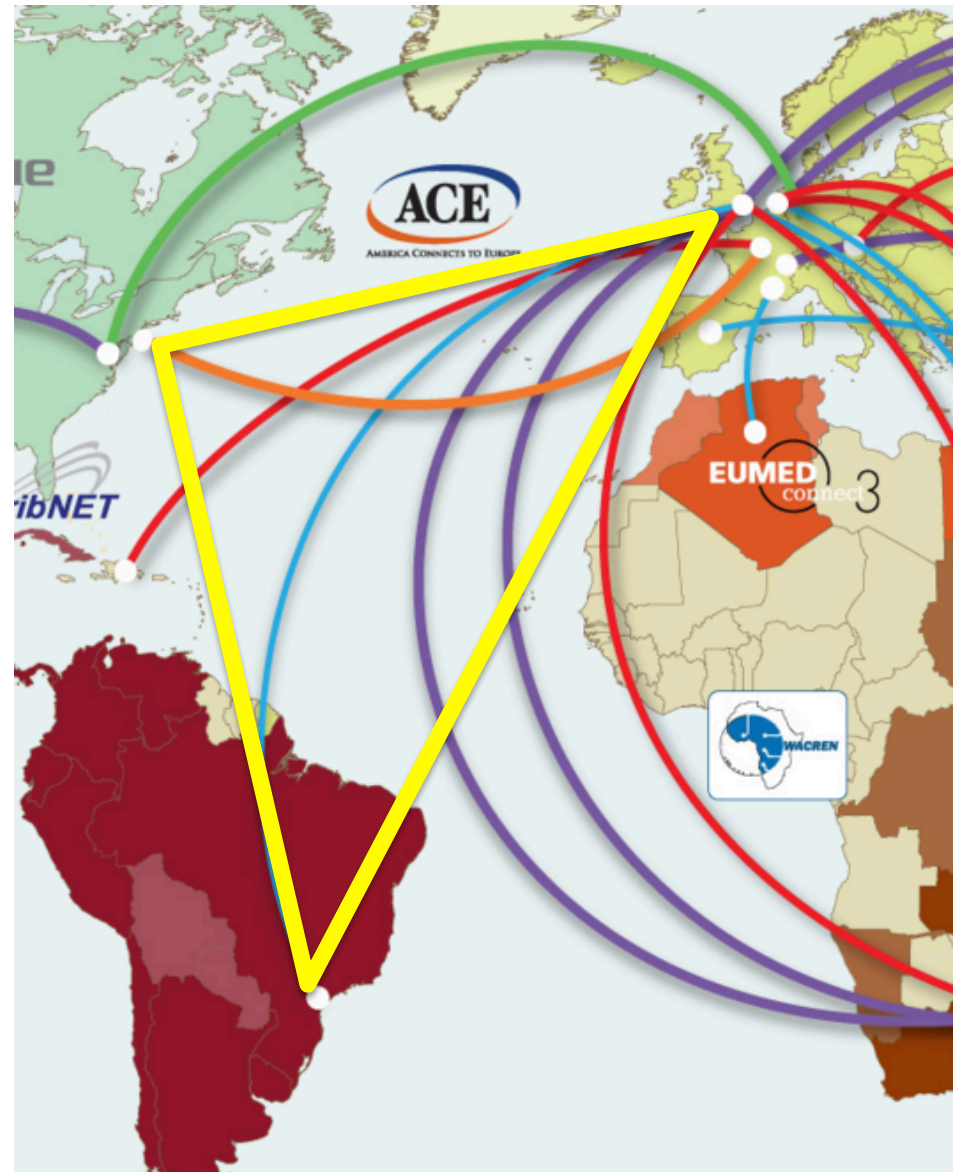 ue
ACE
AMERICA CONNECTS TO EUROPE
ribNET
EUMED
connect 3
WACREN